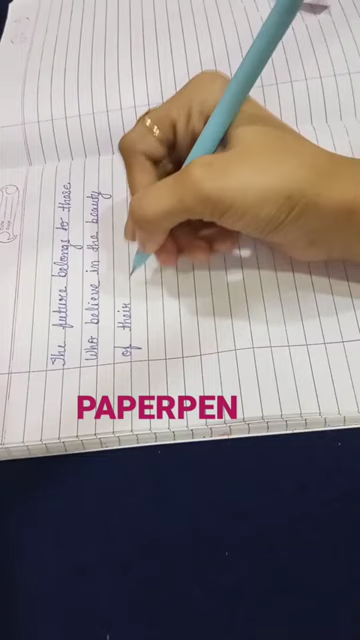 The future belongs to those
Who believe in the beauty
of their
PAPERPEN